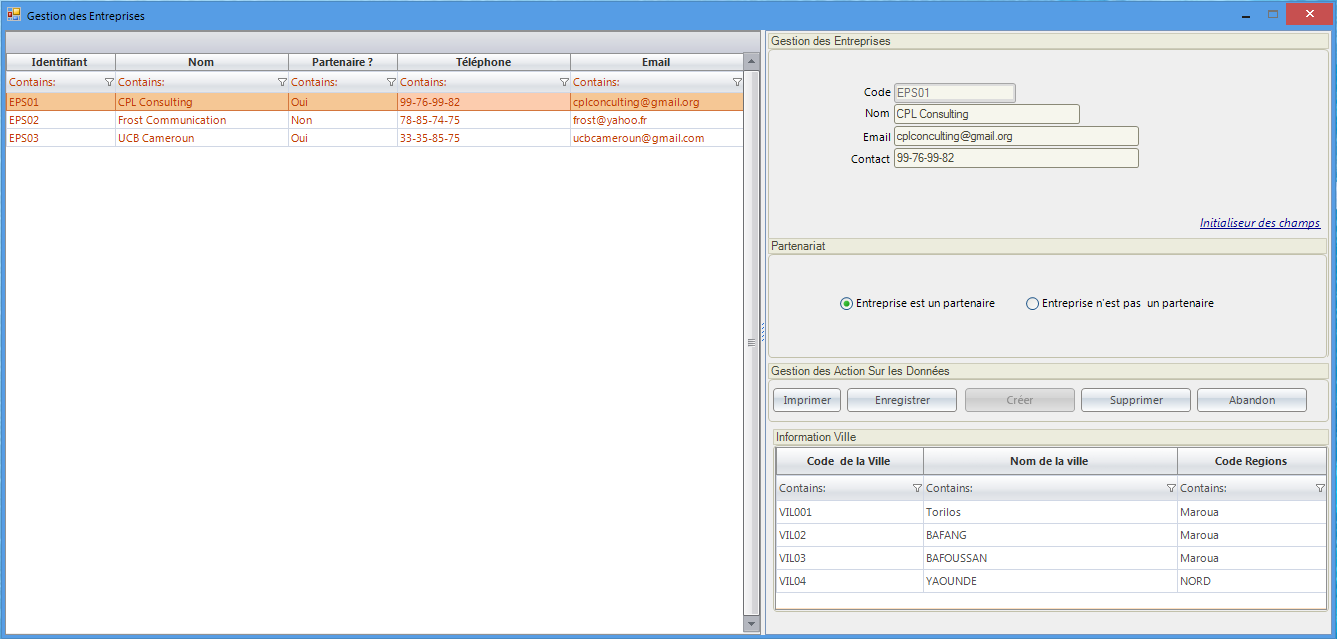 Gestion des Entreprises
Identifiant Nom Partenaire ? Téléphone Email
Contains: Contains: Contains: Contains: Contains:
EPS01 CPL Consulting Oui 99-76-99-82 cplconculting@gmail.org
EPS02 Frost Communication Non 78-85-74-75 frost@yahoo.fr
EPS03 UCB Cameroun Oui 33-35-85-75 ucbcameroun@gmail.com
Gestion des Entreprises
Code EPS01
Nom CPL Consulting
Email cplconculting@gmail.org
Contact 99-76-99-82
Initialiseur des champs
Partenariat
Entreprise est un partenaire Entreprise n'est pas un partenaire
Gestion des Action Sur les Données
Imprimer Enregistrer Créer Supprimer Abandon
Information Ville
Code de la Ville Nom de la ville Code Regions
Contains: Contains: Contains:
VIL001 Torilos Maroua
VIL02 BAFANG Maroua
VIL03 BAFOUSSAN Maroua
VIL04 YAOUNDE NORD